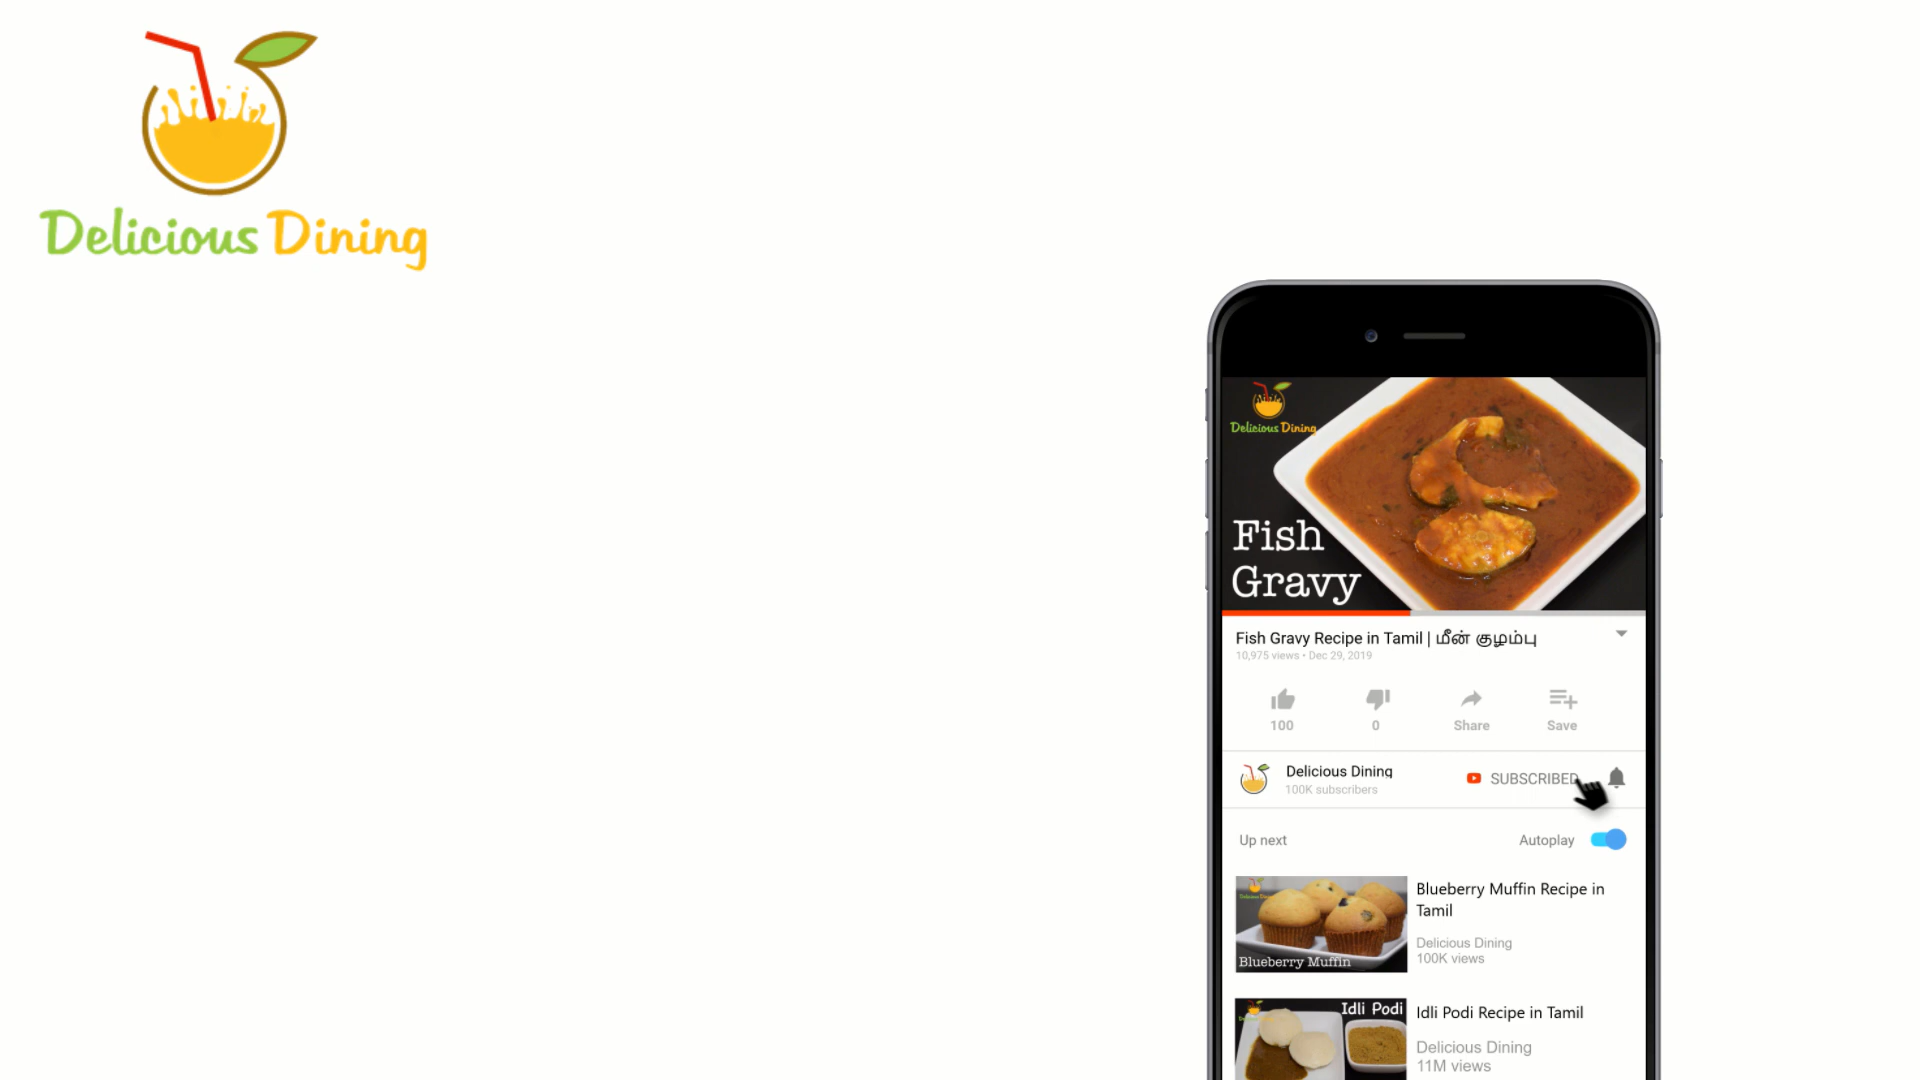 Delicious Dining
Delicious Dining
Fish
Gravy
Fish Gravy Recipe in Tamil | மீன் குழம்பு
10,975 views • Dec 29, 2019
100
0
Share
Save
Delicious Dining
100K subscribers
SUBSCRIBED
Up next
Autoplay
Blueberry Muffin
Blueberry Muffin Recipe in
Tamil
Delicious Dining
100K views
Idli Podi
Idli Podi Recipe in Tamil
Delicious Dining
11M views